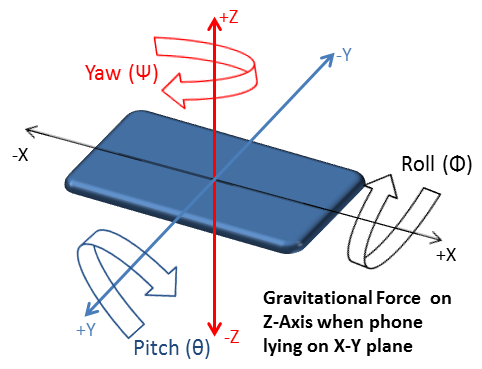 +Z
-Y
Yaw (Ψ)
-X
Roll (Φ)
+X
Gravitational Force on
Z-Axis when phone
lying on X-Y plane
+Y
-Z
Pitch (θ)